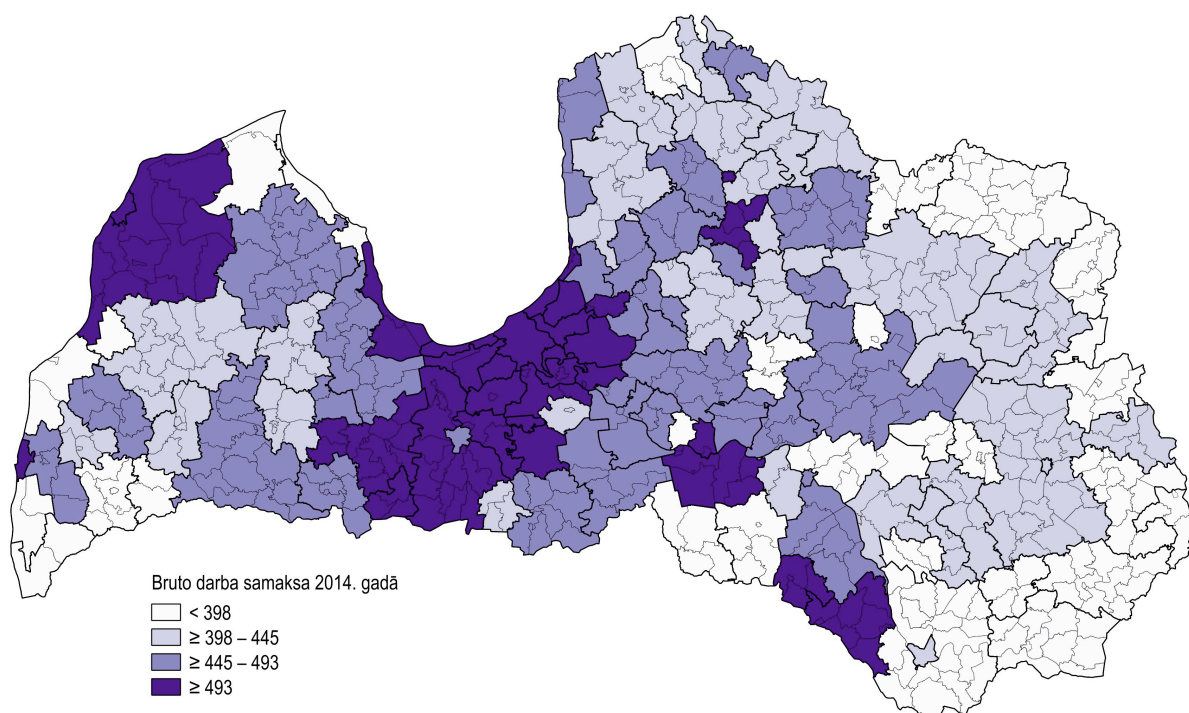 Bruto darba samaksa 2014. gadā
< 398
≥ 398 – 445
≥ 445 – 493
≥ 493